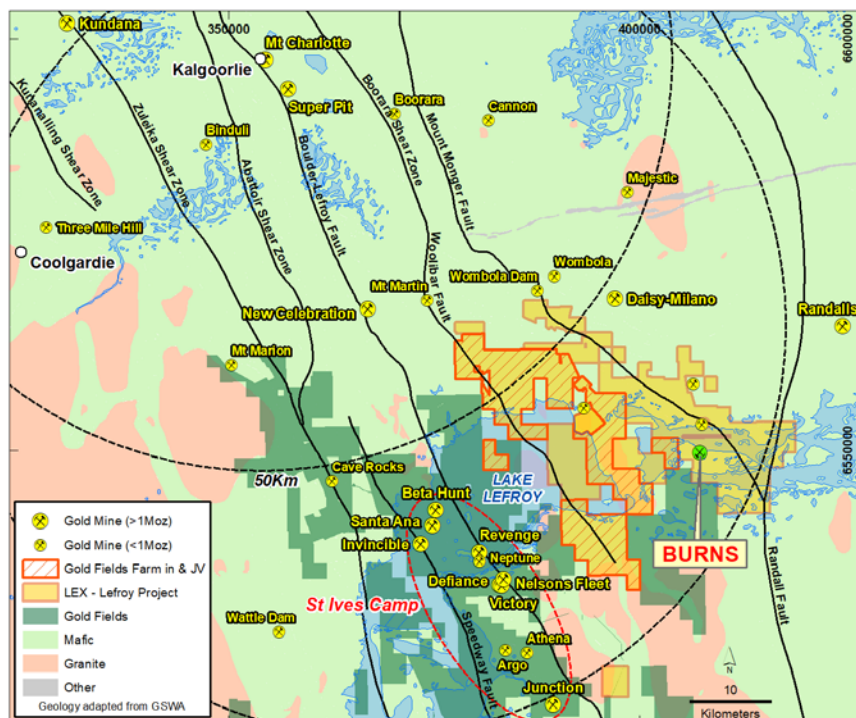 350000
400000
6600000
6550000
Kundana
Mt Charlotte
Kalgoorlie
Super Pit
Boorara
Cannon
Binduli
Majestic
Kunanalling Shear Zone
Zuleika Shear Zone
Abattoir Shear Zone
Boulder-Lefroy Fault
Boorara Shear Zone
Mount Monger Fault
Woolibar Fault
Three Mile Hill
Coolgardie
Wombola
Wombola Dam
Mt Martin
Daisy-Milano
New Celebration
Randalls
Mt Marion
50Km
Cave Rocks
LAKE
LEFROY
Beta Hunt
Santa Ana
Invincible
Revenge
Neptune
Defiance
Nelsons Fleet
Victory
BURNS
Randall Fault
St Ives Camp
Speedway Fault
Wattle Dam
Athena
Argo
Junction
Gold Mine (>1Moz)
Gold Mine (<1Moz)
Gold Fields Farm in & JV
LEX - Lefroy Project
Gold Fields
Mafic
Granite
Other
Geology adapted from GSWA
N
10
Kilometers